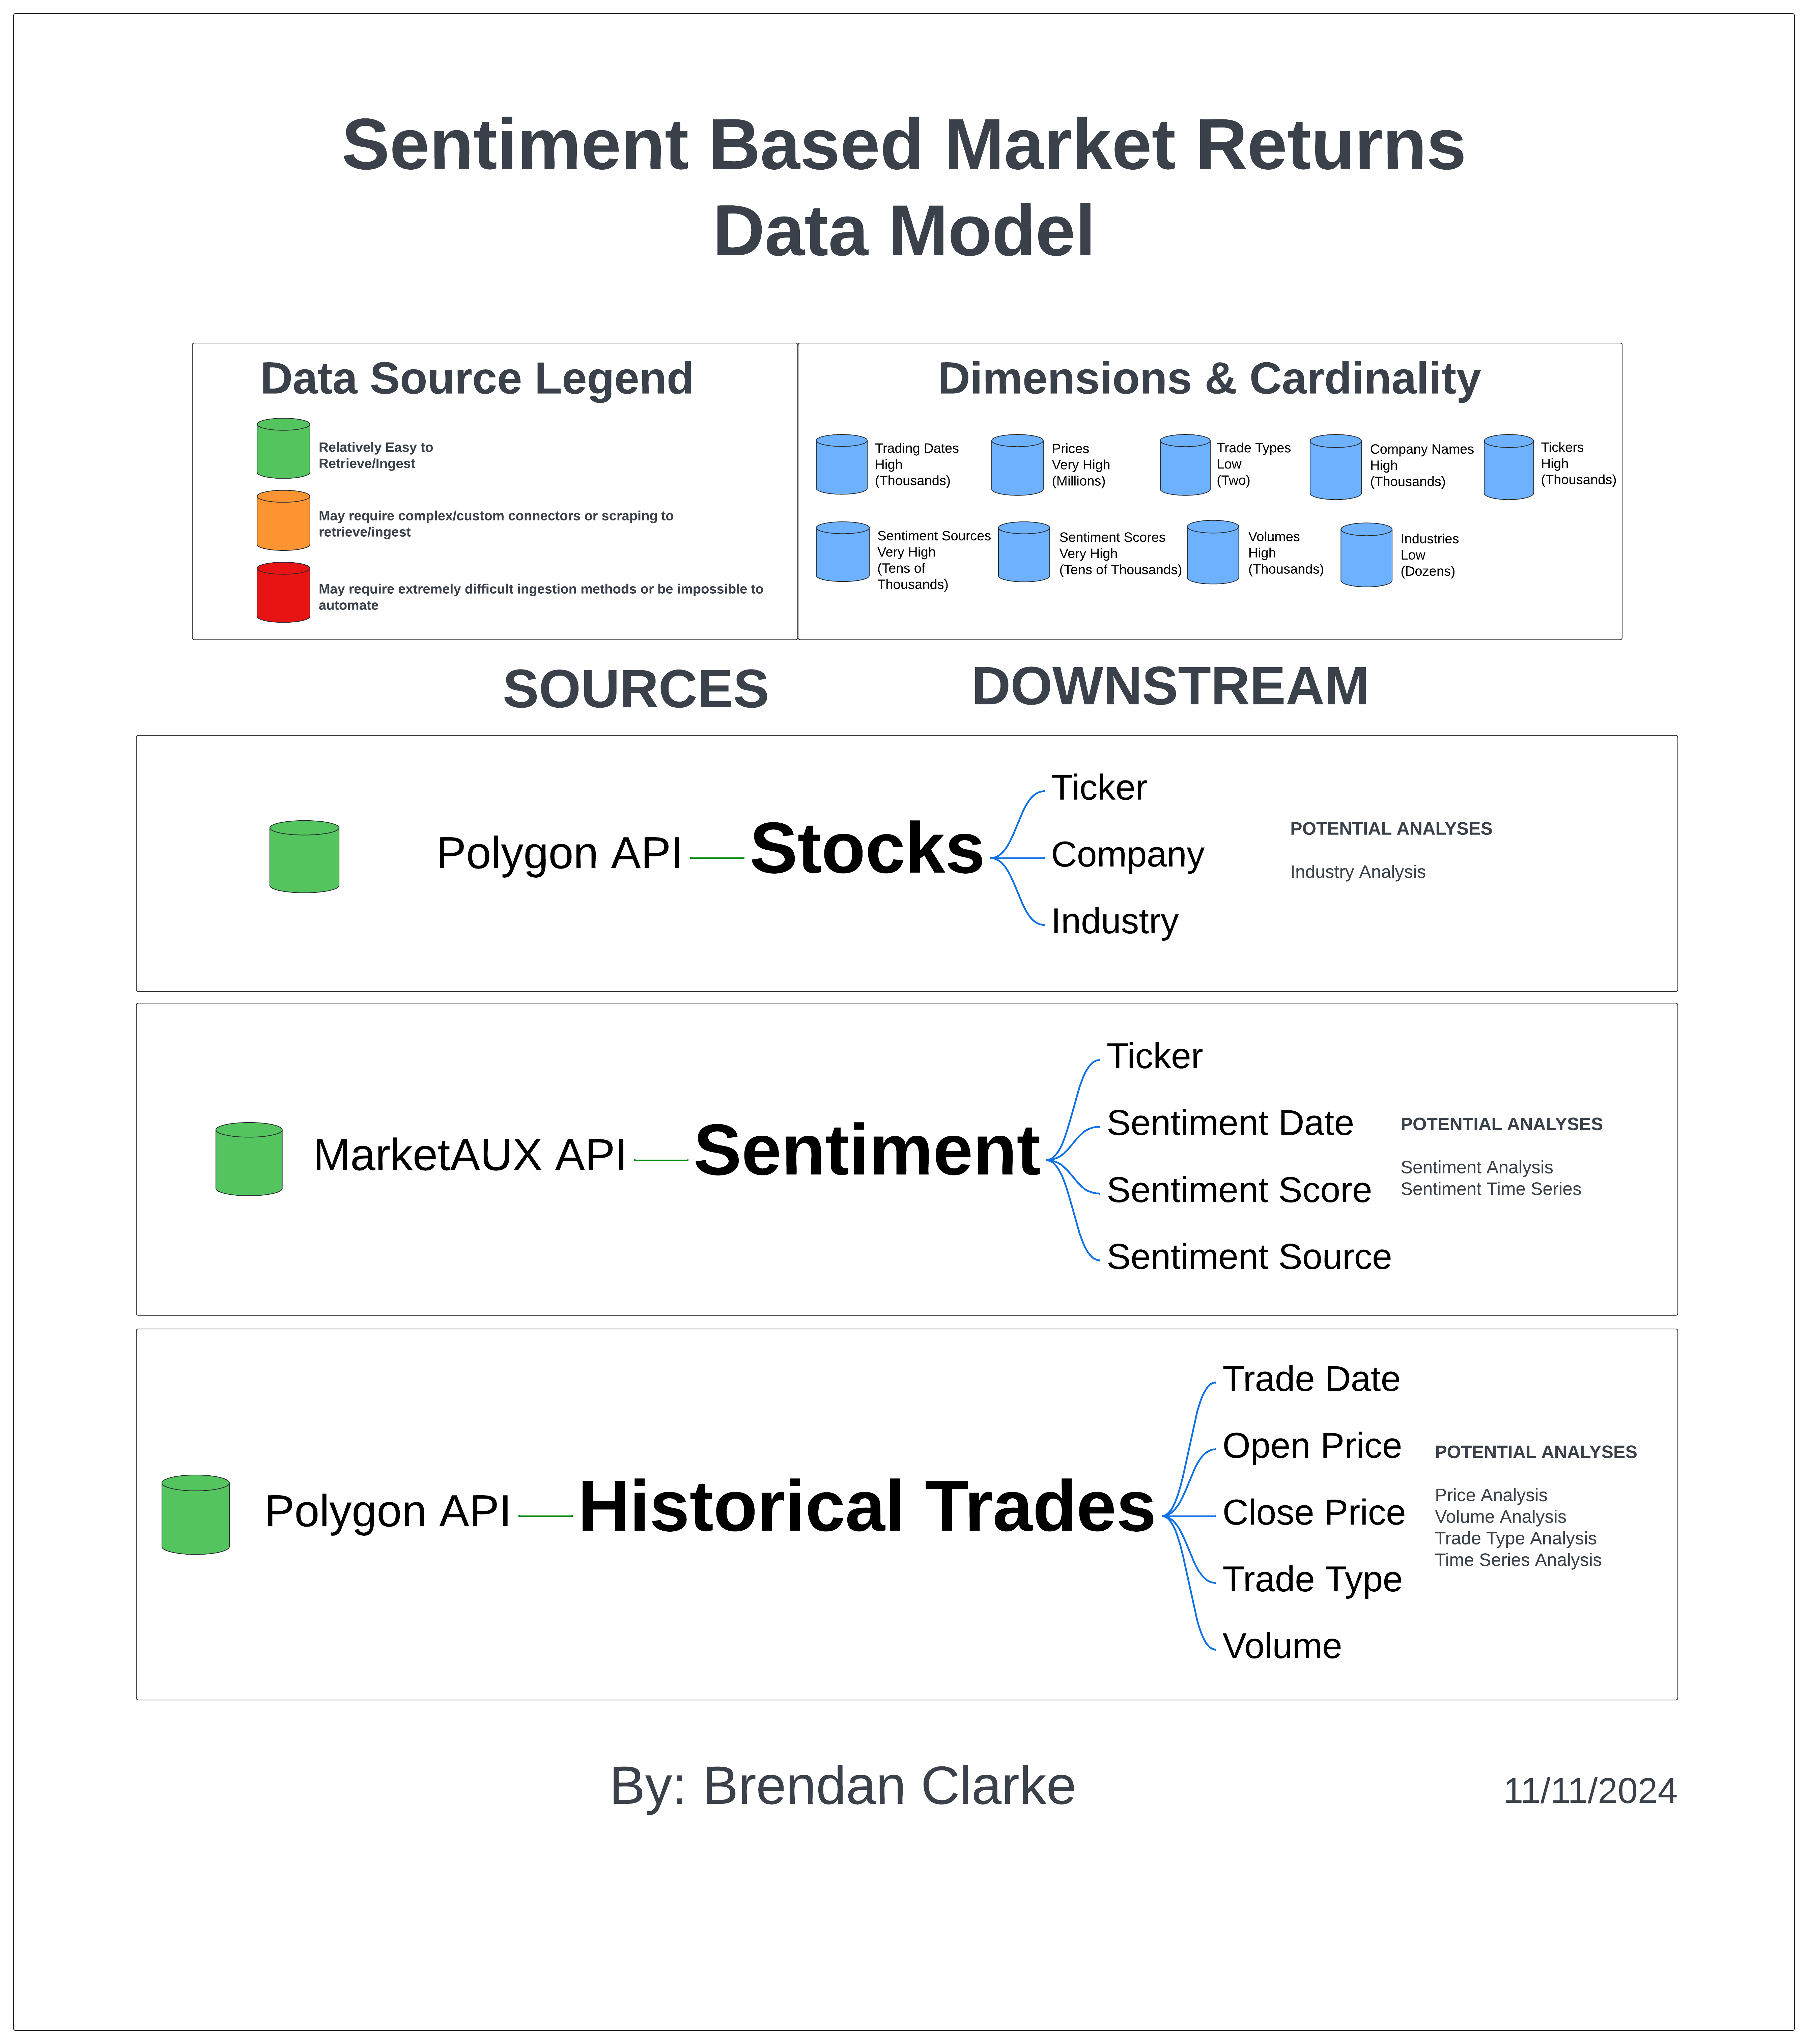 Sentiment Based Market Returns
Data Model
Data Source Legend
Relatively Easy to
Retrieve/Ingest
May require complex/custom connectors or scraping to
retrieve/ingest
May require extremely difficult ingestion methods or be impossible to
automate
Dimensions & Cardinality
Trading Dates
High
(Thousands)
Prices
Very High
(Millions)
Trade Types
Low
(Two)
Company Names
High
(Thousands)
Tickers
High
(Thousands)
Sentiment Sources
Very High
(Tens of
Thousands)
Sentiment Scores
Very High
(Tens of Thousands)
Volumes
High
(Thousands)
Industries
Low
(Dozens)
SOURCES
DOWNSTREAM
Polygon API
Stocks
Ticker
Company
Industry
POTENTIAL ANALYSES
Industry Analysis
MarketAUX API
Sentiment
Ticker
Sentiment Date
Sentiment Score
Sentiment Source
POTENTIAL ANALYSES
Sentiment Analysis
Sentiment Time Series
Polygon API
Historical Trades
Trade Date
Open Price
Close Price
Trade Type
Volume
POTENTIAL ANALYSES
Price Analysis
Volume Analysis
Trade Type Analysis
Time Series Analysis
By: Brendan Clarke
11/11/2024